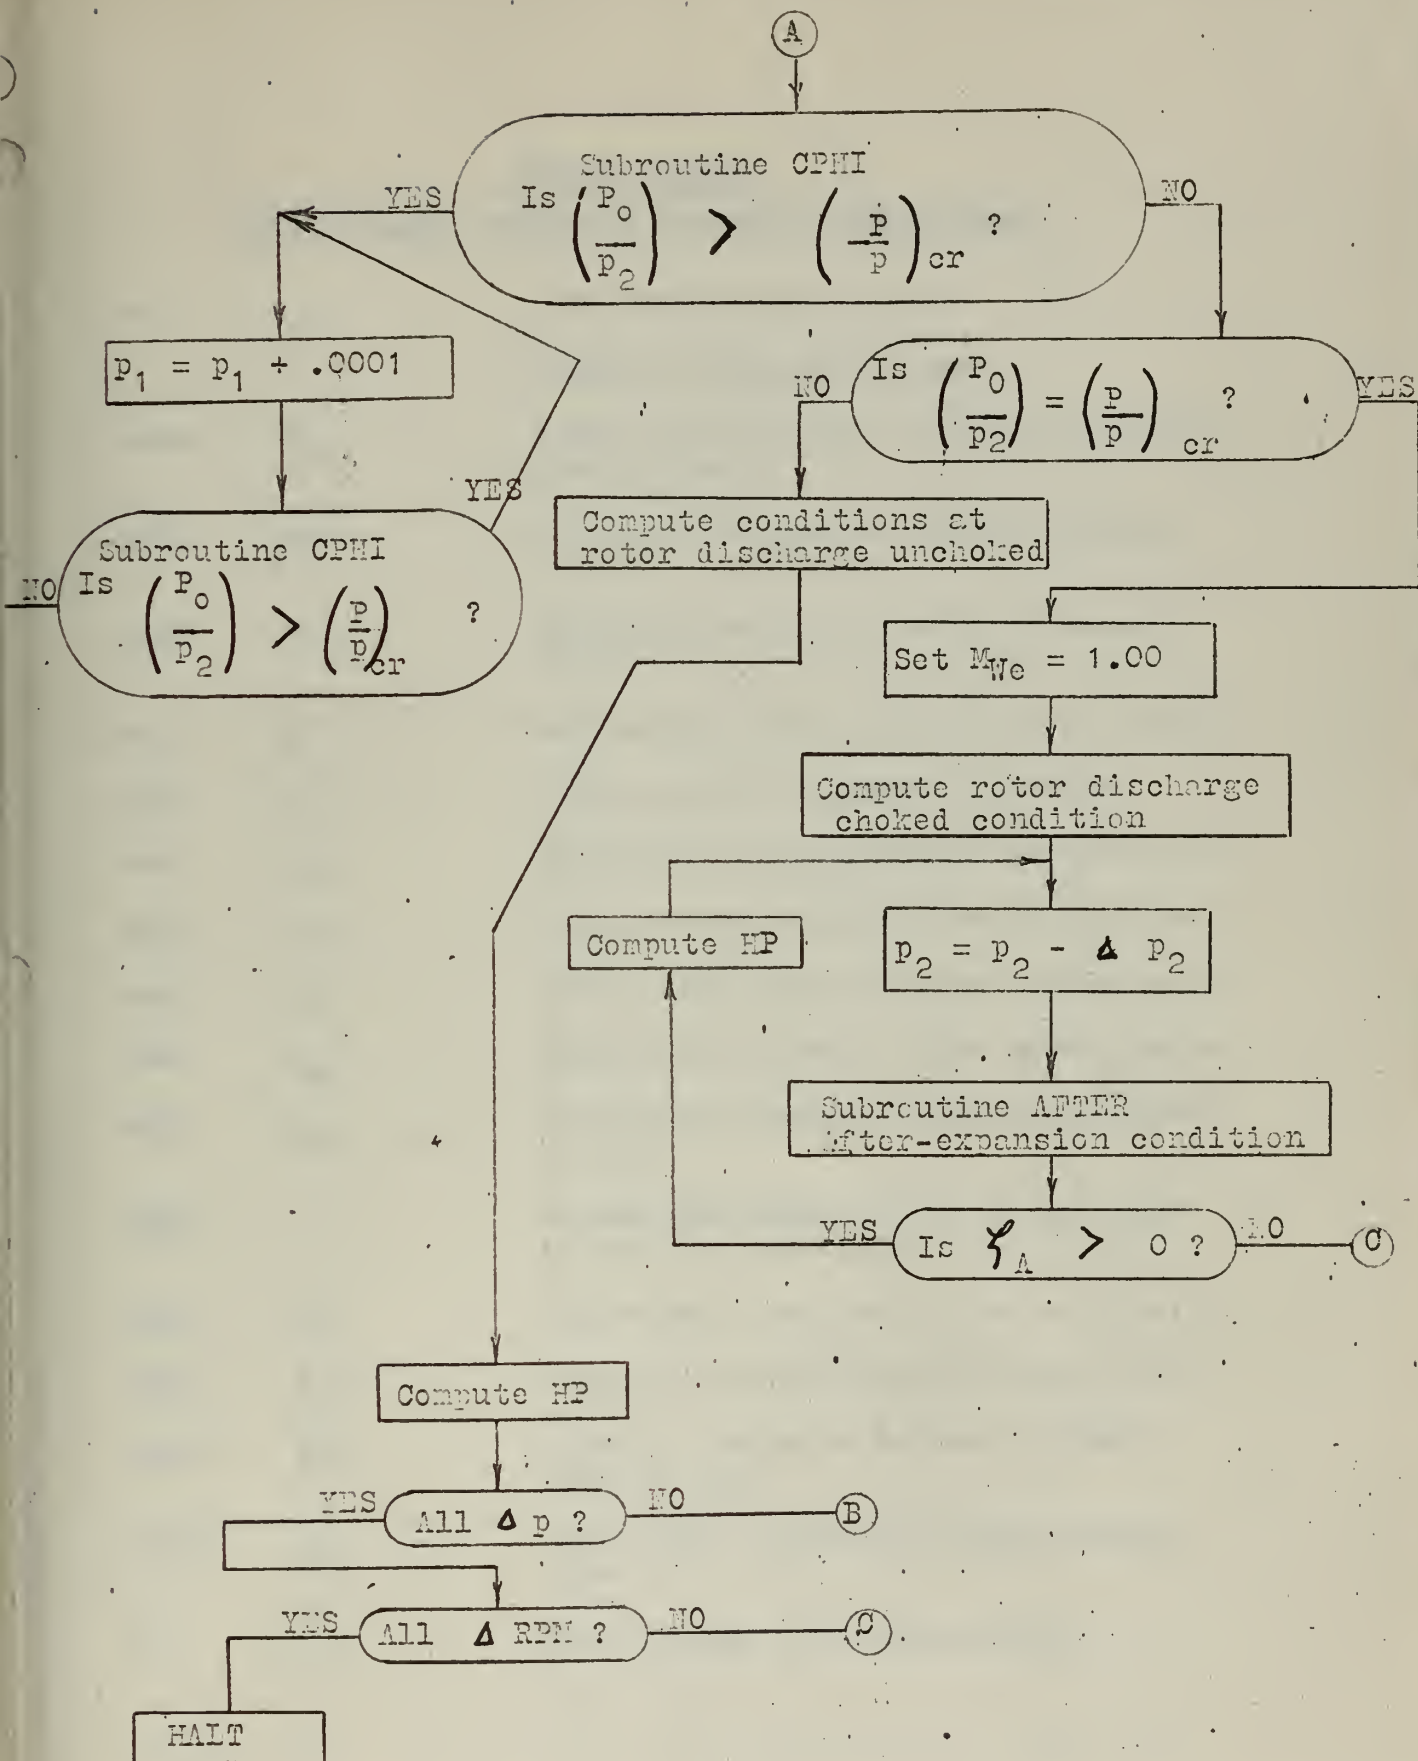 A
Subroutine CPHI
YES
Is (P0/p2) > (P/p)cr ?
NO
p1 = p1 + .0001
NO
Is (P0/p2) = (P/p) cr ?
YES
YES
Compute conditions at
rotor discharge unchoked
Subroutine CPHI
NO
Is (P0/p2) > (P/p)cr ?
Set MWe = 1.00
Compute rotor discharge
choked condition
Compute HP
p2 = p2 - Δ p2
Subroutine AFTER
After-expansion condition
YES
Is ζA > 0 ?
NO
C
Compute HP
YES
All Δ p ?
NO
B
YES
All Δ RPM ?
NO
C
HALT